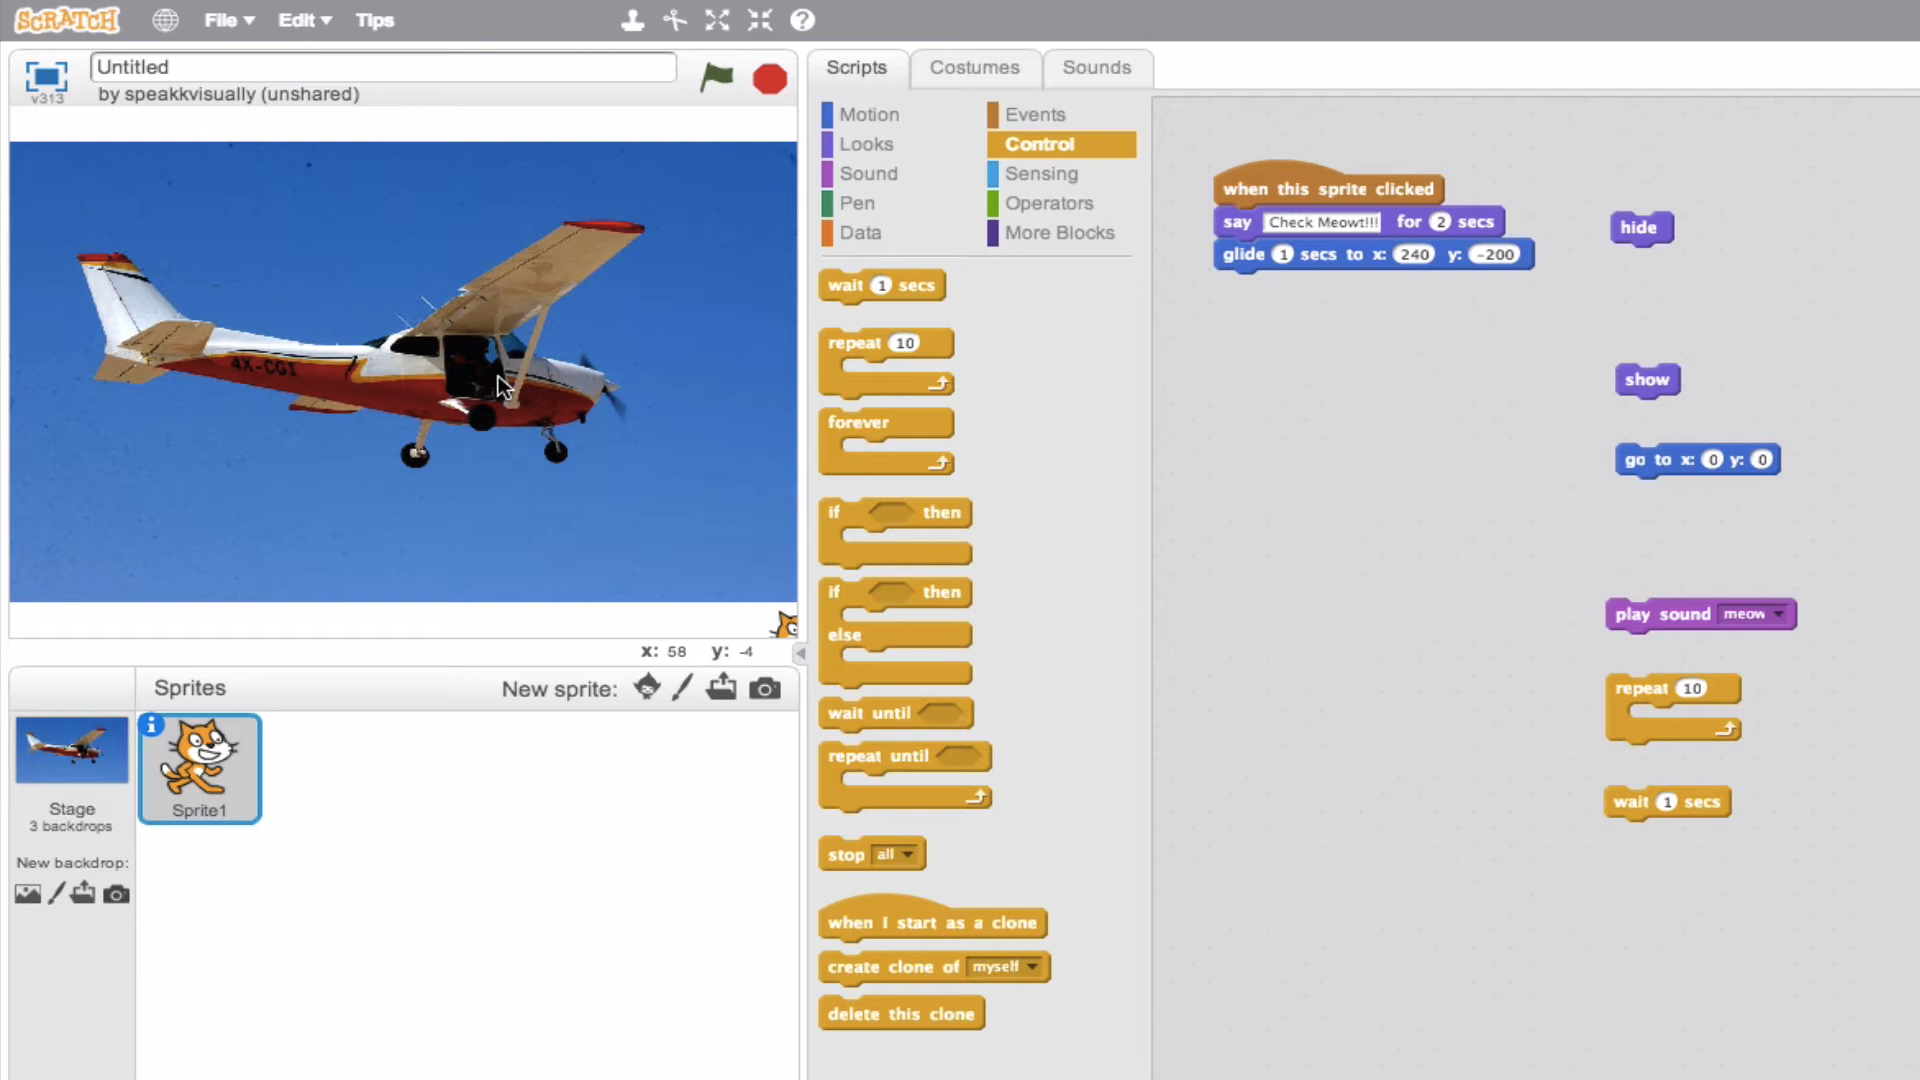 SCRATCH
File Edit Tips
Untitled
by speakkvisually (unshared)
v313
4X-CGI
x: 58 y: -4
Sprites New sprite:
Sprite1
Stage
3 backdrops
New backdrop:
Scripts Costumes Sounds
Motion Events
Looks Control
Sound Sensing
Pen Operators
Data More Blocks
wait 1 secs
repeat 10
forever
if then
if then
else
wait until
repeat until
stop all
when I start as a clone
create clone of myself
delete this clone
when this sprite clicked
say Check Meowt!!! for 2 secs
glide 1 secs to x: 240 y: -200
hide
show
go to x: 0 y: 0
play sound meow
repeat 10
wait 1 secs